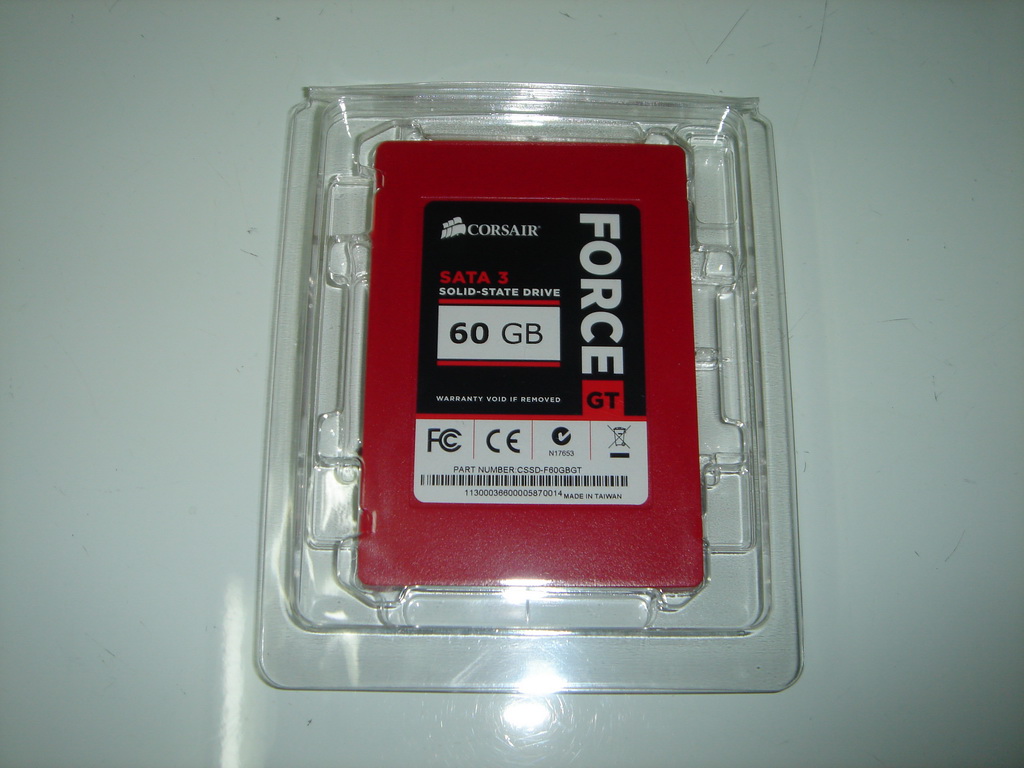 CORSAIR
FORCE
GT
SATA 3
SOLID-STATE DRIVE
60 GB
WARRANTY VOID IF REMOVED
FC CE
N17653
PART NUMBER:CSSD-F60GBGT
11300036600005870014 MADE IN TAIWAN